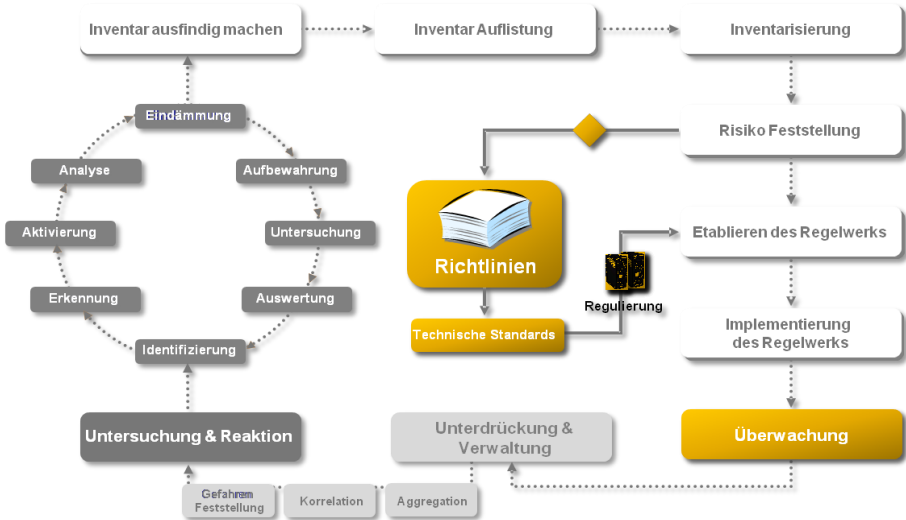 Inventar ausfindig machen
Inventar Auflistung
Inventarisierung
Eindämmung
Risiko Feststellung
Analyse
Aufbewahrung
Aktivierung
Untersuchung
Etablieren des Regelwerks
Richtlinien
Erkennung
Auswertung
Regulierung
Technische Standards
Implementierung
des Regelwerks
Identifizierung
Untersuchung & Reaktion
Unterdrückung &
Verwaltung
Überwachung
Gefahren
Feststellung
Korrelation
Aggregation